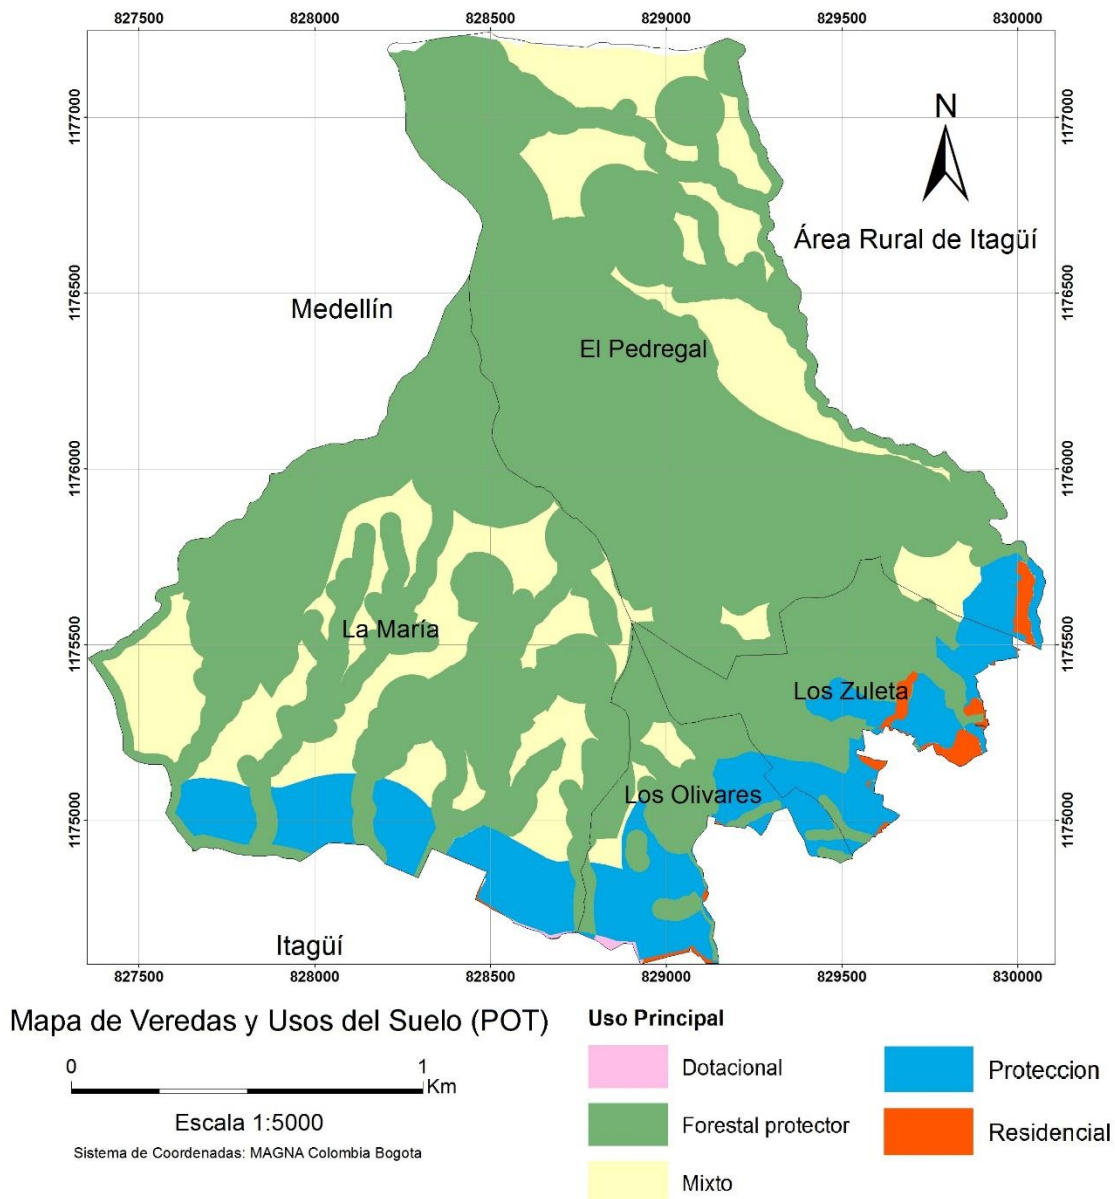 827500 828000 828500 829000 829500 830000
1177000 1177000
N
Área Rural de Itagüí
1176500 1176500
Medellín
El Pedregal
1176000 1176000
La María
1175500 1175500
Los Zuleta
Los Olivares
1175000 1175000
Itagüí
827500 828000 828500 829000 829500 830000
Mapa de Veredas y Usos del Suelo (POT)
0 1
Km
Escala 1:5000
Sistema de Coordenadas: MAGNA Colombia Bogota
Uso Principal
Dotacional
Forestal protector
Mixto
Proteccion
Residencial